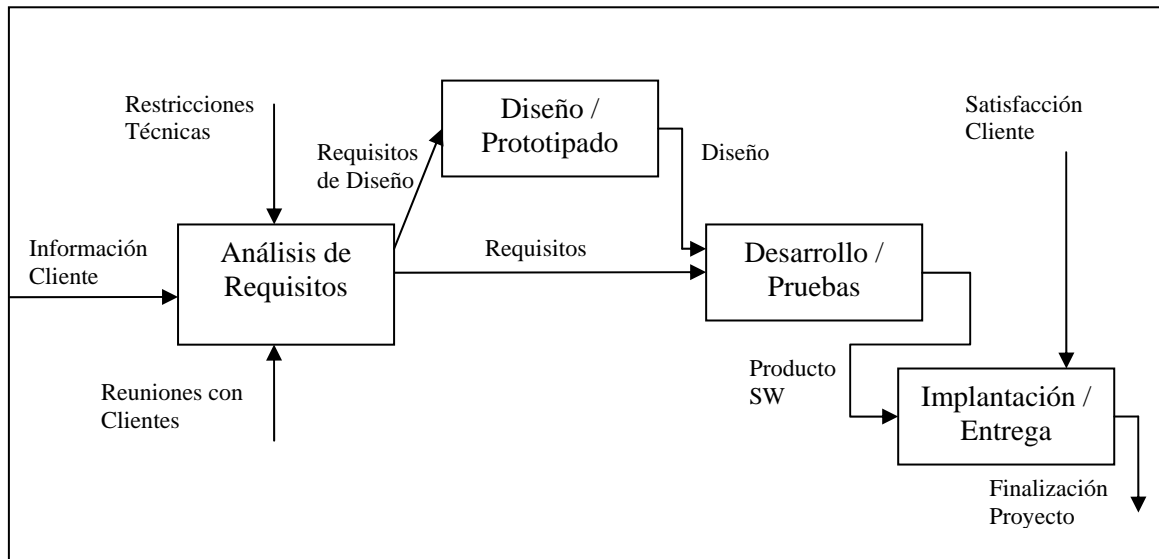 Restricciones
Técnicas
Diseño /
Prototipado
Satisfacción
Cliente
Requisitos
de Diseño
Diseño
Información
Cliente
Análisis de
Requisitos
Requisitos
Desarrollo /
Pruebas
Reuniones con
Clientes
Producto
SW
Implantación /
Entrega
Finalización
Proyecto